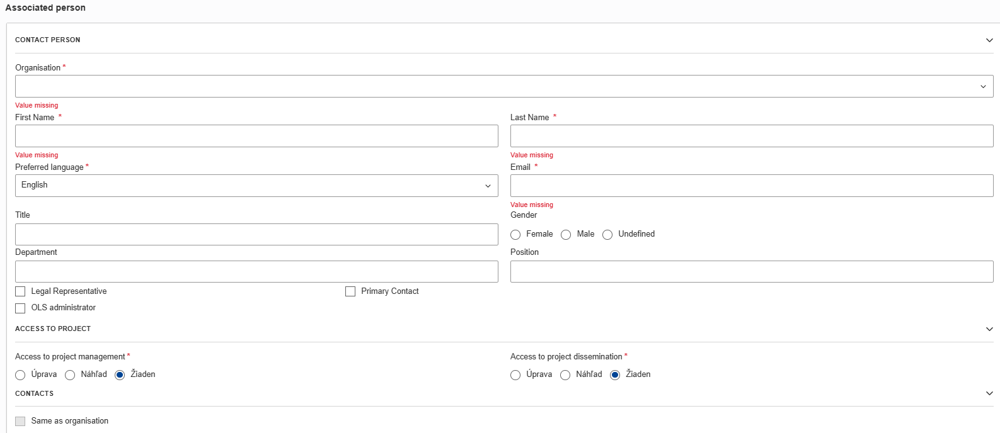 Associated person
CONTACT PERSON
Organisation *
Value missing
First Name * Last Name *
Value missing Value missing
Preferred language * Email *
English
Value missing
Title Gender
Female Male Undefined
Department Position
Legal Representative Primary Contact
OLS administrator
ACCESS TO PROJECT
Access to project management * Access to project dissemination *
Úprava Náhľad Žiaden Úprava Náhľad Žiaden
CONTACTS
Same as organisation